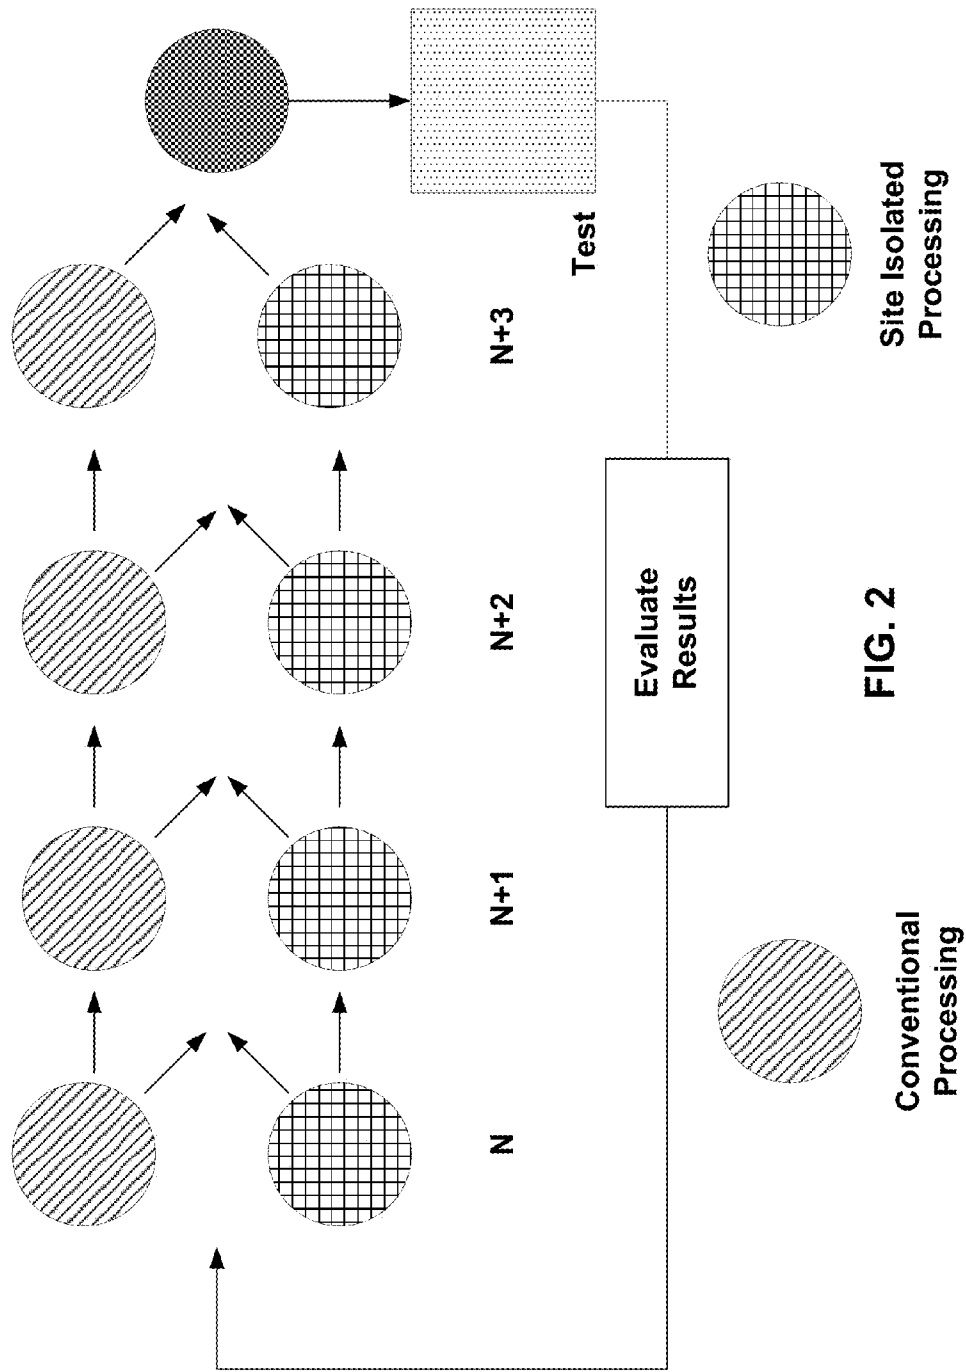 N
N+1
N+2
N+3
Test
Evaluate
Results
Conventional
Processing
Site Isolated
Processing
FIG. 2